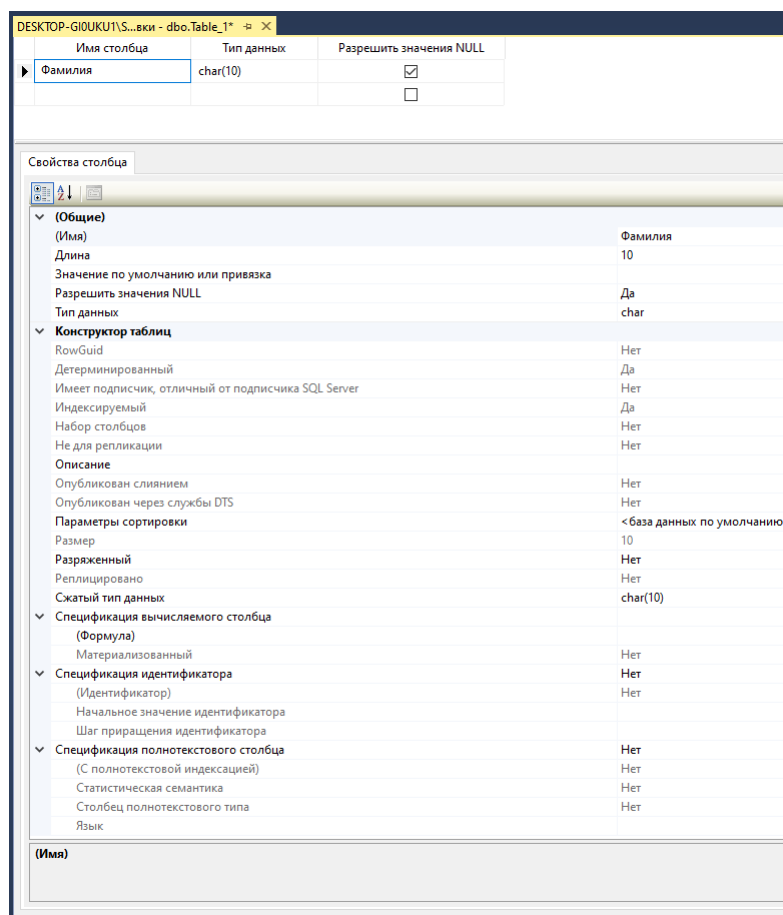 DESKTOP-GI0UKU1\S...вки - dbo.Table_1*
Имя столбца Тип данных Разрешить значения NULL
Фамилия char(10)
Свойства столбца
(Общие)
(Имя) Фамилия
Длина 10
Значение по умолчанию или привязка
Разрешить значения NULL Да
Тип данных char
Конструктор таблиц
RowGuid Нет
Детерминированный Да
Имеет подписчик, отличный от подписчика SQL Server Нет
Индексируемый Да
Набор столбцов Нет
Не для репликации Нет
Описание
Опубликован слиянием Нет
Опубликован через службы DTS Нет
Параметры сортировки <база данных по умолчанию
Размер 10
Разряженный Нет
Реплицировано Нет
Сжатый тип данных char(10)
Спецификация вычисляемого столбца
(Формула)
Материализованный Нет
Спецификация идентификатора Нет
(Идентификатор) Нет
Начальное значение идентификатора
Шаг приращения идентификатора
Спецификация полнотекстового столбца Нет
(С полнотекстовой индексацией) Нет
Статистическая семантика Нет
Столбец полнотекстового типа Нет
Язык
(Имя)